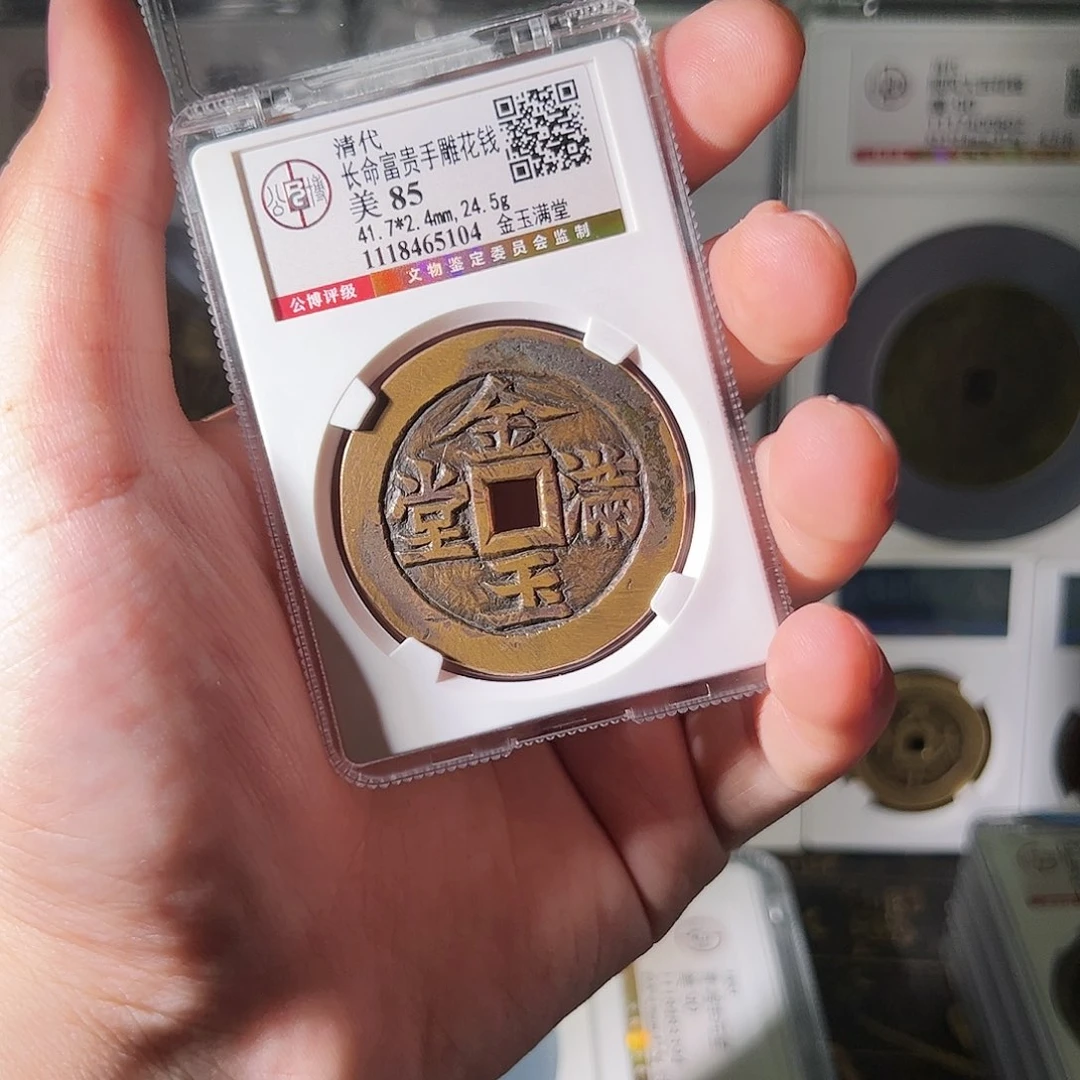 清代
长命富贵手雕花钱
美 85
41.7*2.4mm,24.5g
1118465104 金玉满堂
公博评级 文物鉴定委员会监制
金
堂 滿
玉